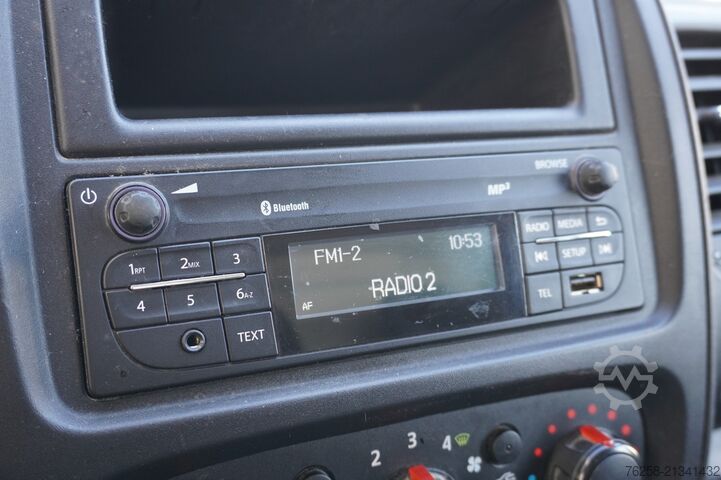 BROWSE
Bluetooth
MP3
RADIO MEDIA
FM1-2 10:53
1RPT 2MIX 3
SETUP
RADIO 2
4 5 6A-Z
AF
TEL
TEXT
2 3 4
76258-21341432